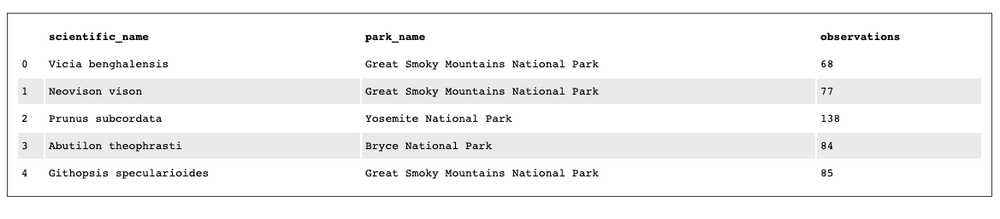 scientific_name park_name observations
0 Vicia benghalensis Great Smoky Mountains National Park 68
1 Neovison vison Great Smoky Mountains National Park 77
2 Prunus subcordata Yosemite National Park 138
3 Abutilon theophrasti Bryce National Park 84
4 Githopsis specularioides Great Smoky Mountains National Park 85